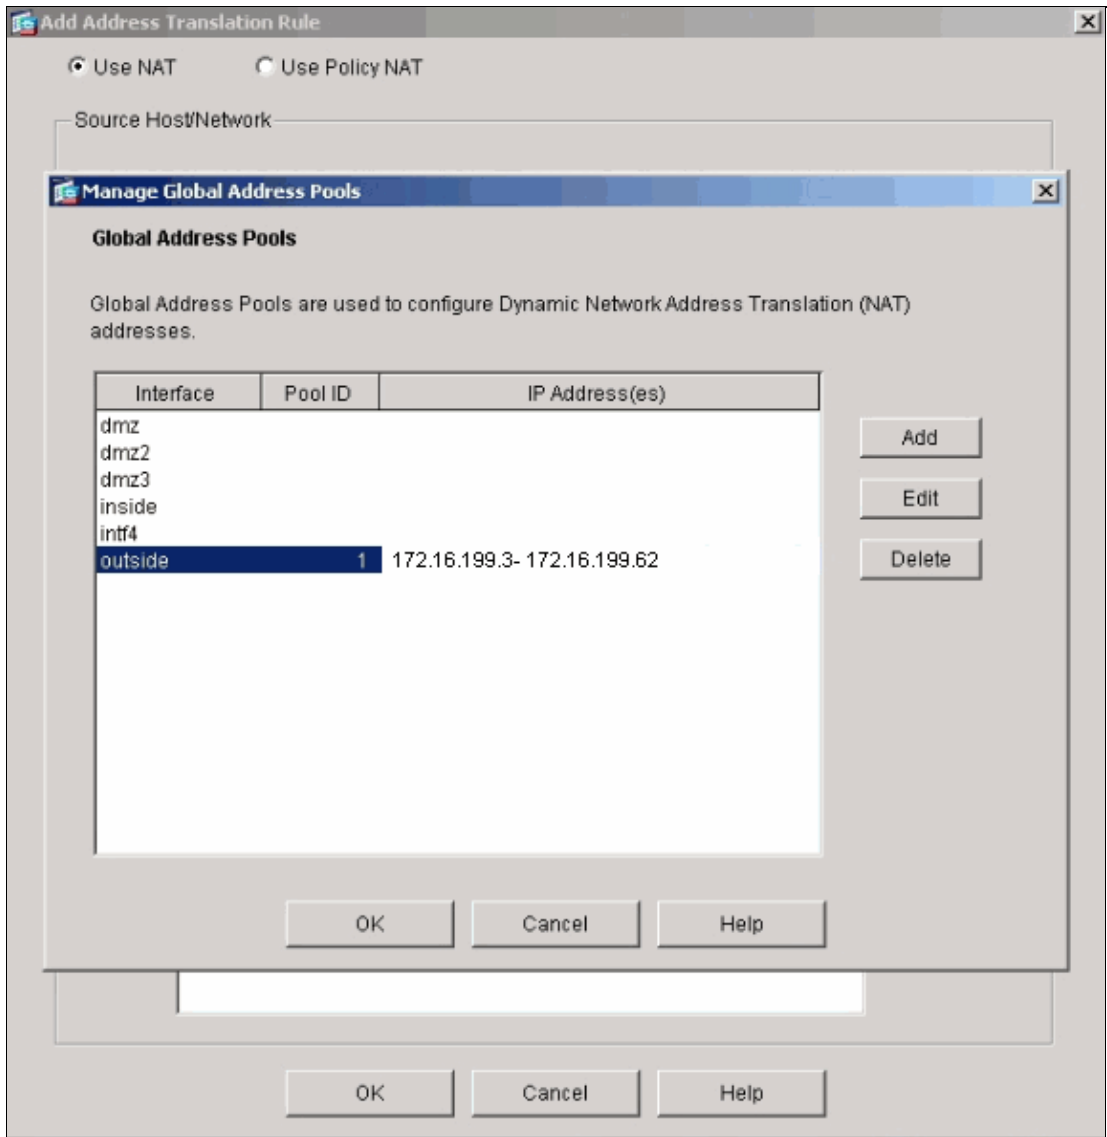 Add Address Translation Rule
Use NAT Use Policy NAT
Source Host/Network
Manage Global Address Pools
Global Address Pools
Global Address Pools are used to configure Dynamic Network Address Translation (NAT)
addresses.
Interface Pool ID IP Address(es)
dmz
dmz2
dmz3
inside
intf4
outside 1 172.16.199.3- 172.16.199.62
Add
Edit
Delete
OK Cancel Help
OK Cancel Help